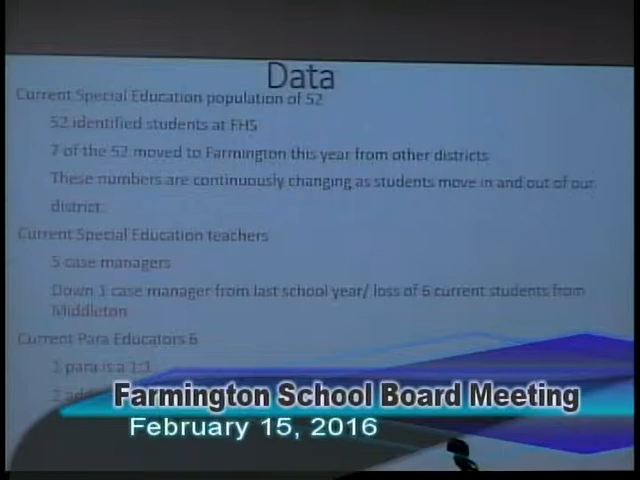 Data
Current Special Education population of 52
52 identified students at FHS
7 of the 52 moved to Farmington this year from other districts
These numbers are continuously changing as students move in and out of our
district.
Current Special Education teachers
5 case managers
Down 1 case manager from last school year/ loss of 6 current students from
Middleton
Current Para Educators 6
1 para is a 1:1
2
Farmington School Board Meeting
February 15, 2016